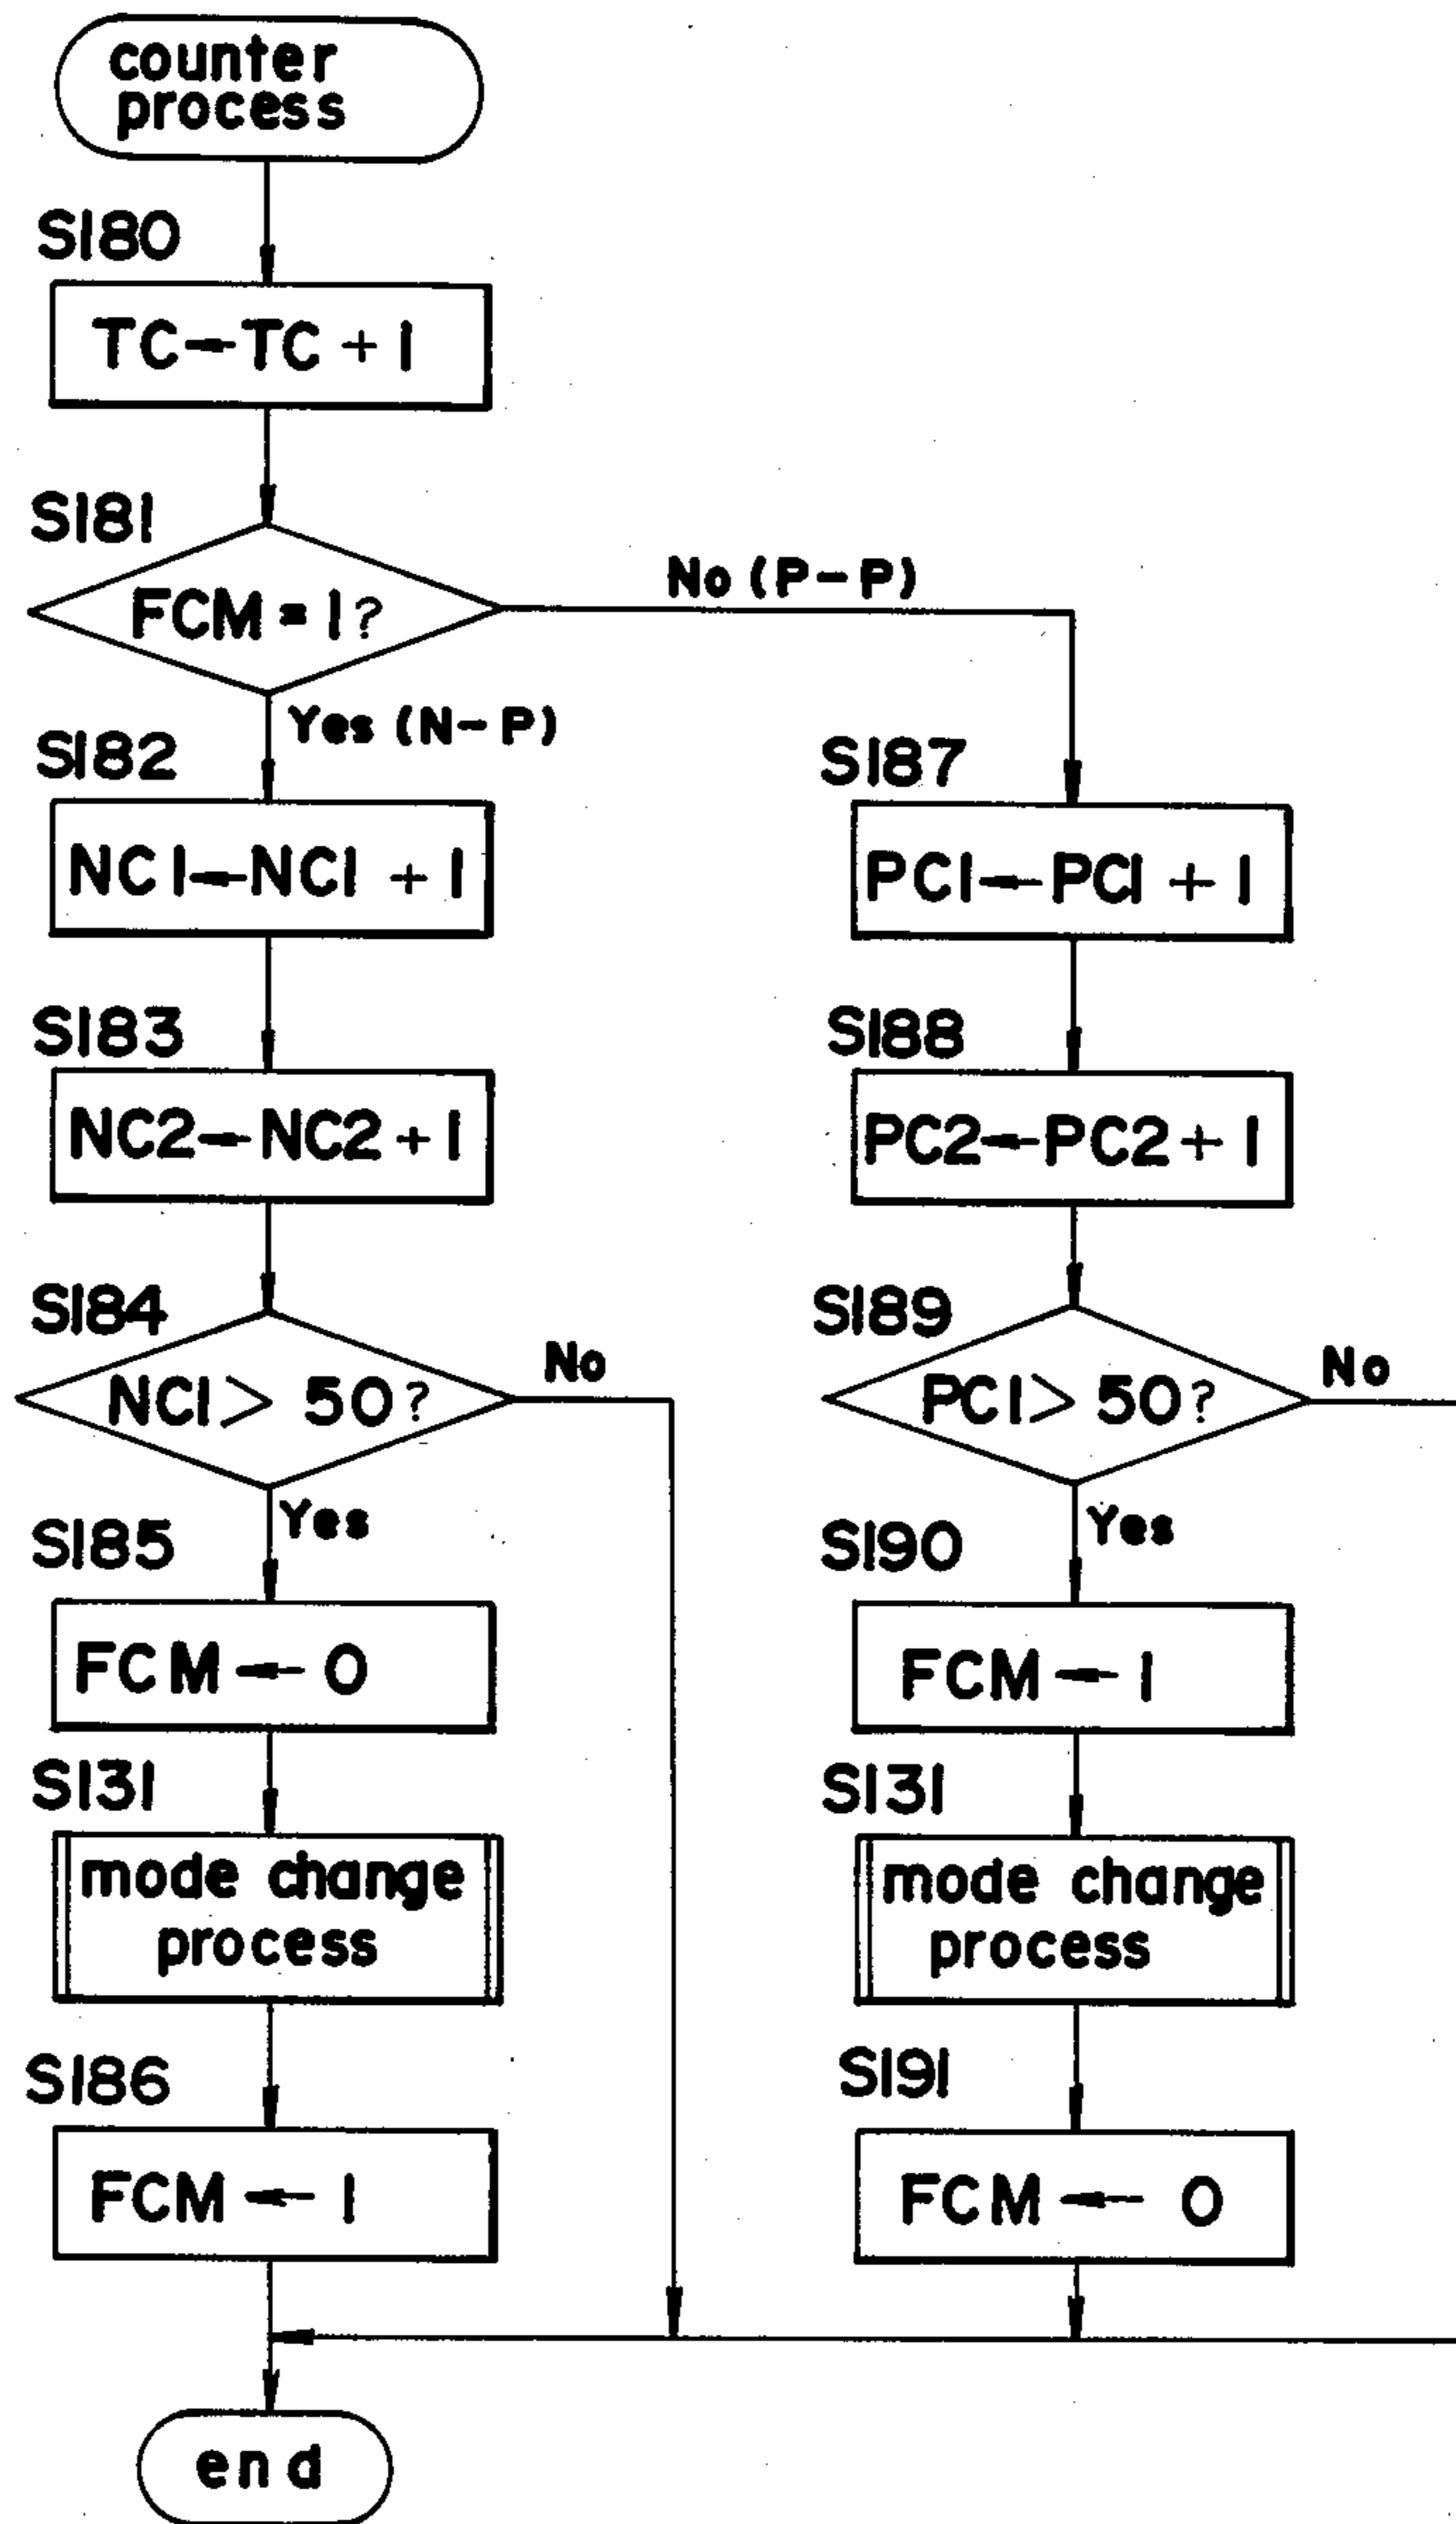 counter
process
S180
TC←TC + 1
S181
FCM = 1?
No (P-P)
Yes (N-P)
S182
NC1←NC1 + 1
S183
NC2←NC2 + 1
S184
NC1> 50?
No
Yes
S185
FCM ← 0
S131
mode change
process
S186
FCM ← 1
S187
PC1←PC1 + 1
S188
PC2←PC2 + 1
S189
PC1> 50?
No
Yes
S190
FCM ← 1
S131
mode change
process
S191
FCM ← 0
end